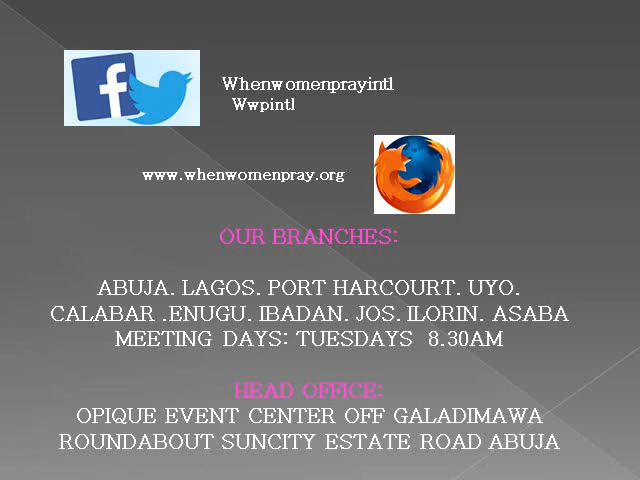 Whenwomenprayintl
Wwpintl
www.whenwomenpray.org
OUR BRANCHES:
ABUJA. LAGOS. PORT HARCOURT. UYO.
CALABAR .ENUGU. IBADAN. JOS. ILORIN. ASABA
MEETING DAYS: TUESDAYS 8.30AM
HEAD OFFICE:
OPIQUE EVENT CENTER OFF GALADIMAWA
ROUNDABOUT SUNCITY ESTATE ROAD ABUJA